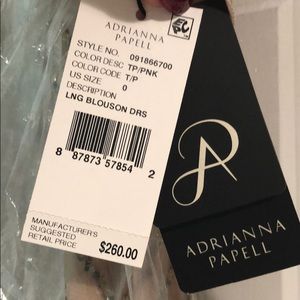 ADRIANNA
PAPELL
STYLE NO. 091866700
COLOR DESC TP/PNK
COLOR CODE T/P
US SIZE 0
DESCRIPTION
LNG BLOUSON DRS
8 87873 57854 2
MANUFACTURER'S
SUGGESTED
RETAIL PRICE $260.00
A
ADRIANNA
PAPELL